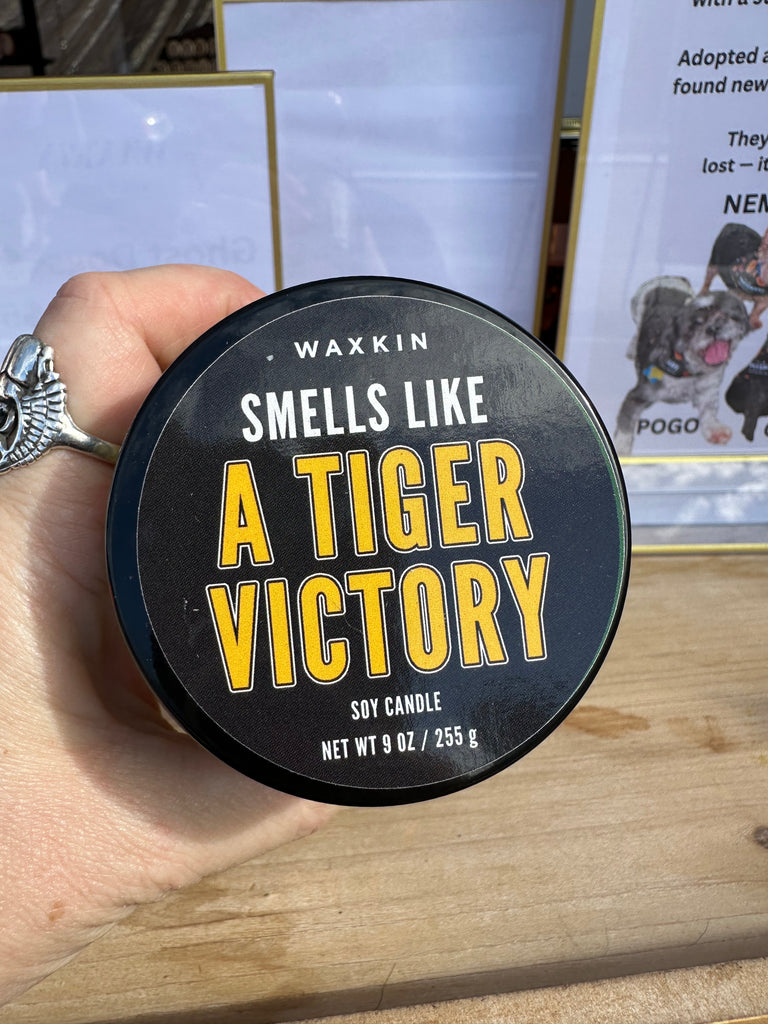 WAXKIN
SMELLS LIKE
A TIGER
VICTORY
SOY CANDLE
NET WT 9 OZ / 255 g
with a
Adopted
found new
They
lost — it
POGO